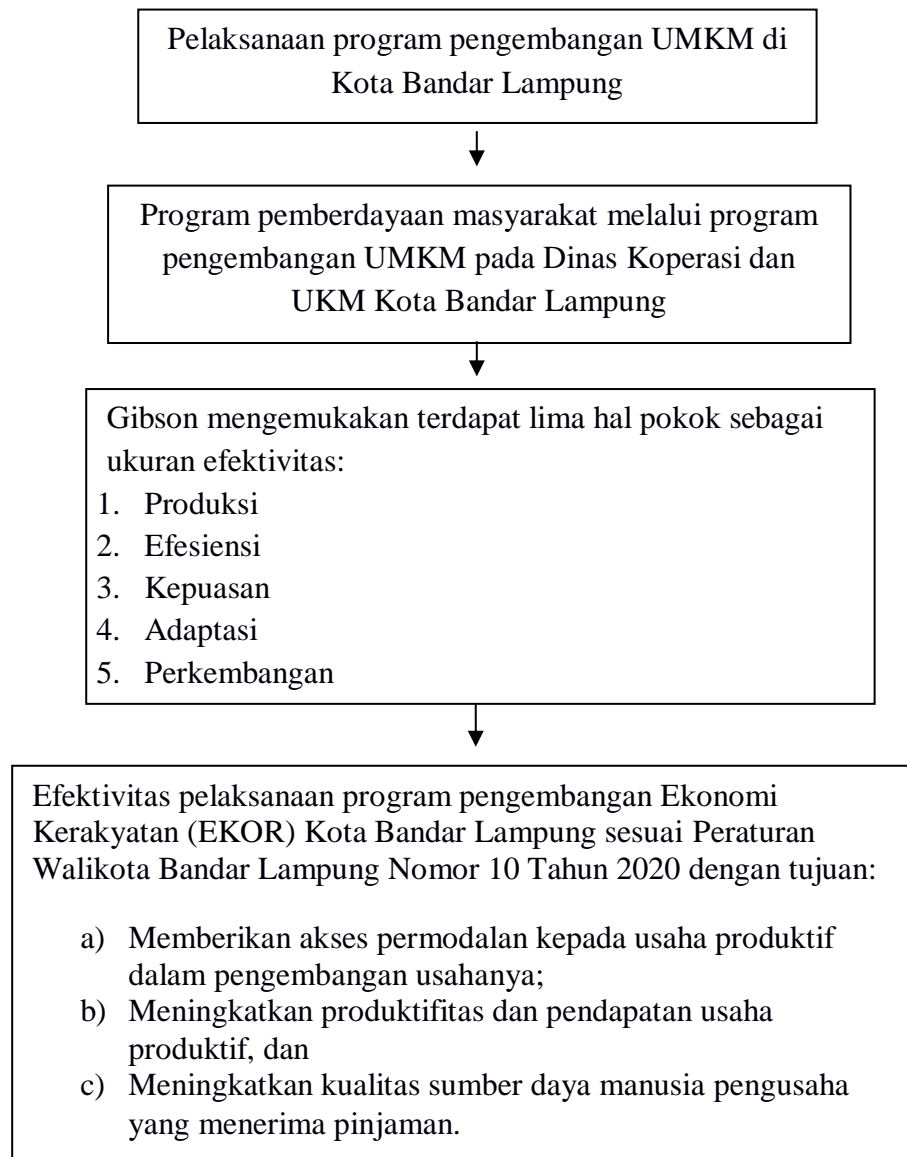 Pelaksanaan program pengembangan UMKM di
Kota Bandar Lampung
Program pemberdayaan masyarakat melalui program
pengembangan UMKM pada Dinas Koperasi dan
UKM Kota Bandar Lampung
Gibson mengemukakan terdapat lima hal pokok sebagai
ukuran efektivitas:
1. Produksi
2. Efesiensi
3. Kepuasan
4. Adaptasi
5. Perkembangan
Efektivitas pelaksanaan program pengembangan Ekonomi
Kerakyatan (EKOR) Kota Bandar Lampung sesuai Peraturan
Walikota Bandar Lampung Nomor 10 Tahun 2020 dengan tujuan:
a) Memberikan akses permodalan kepada usaha produktif
dalam pengembangan usahanya;
b) Meningkatkan produktifitas dan pendapatan usaha
produktif, dan
c) Meningkatkan kualitas sumber daya manusia pengusaha
yang menerima pinjaman.